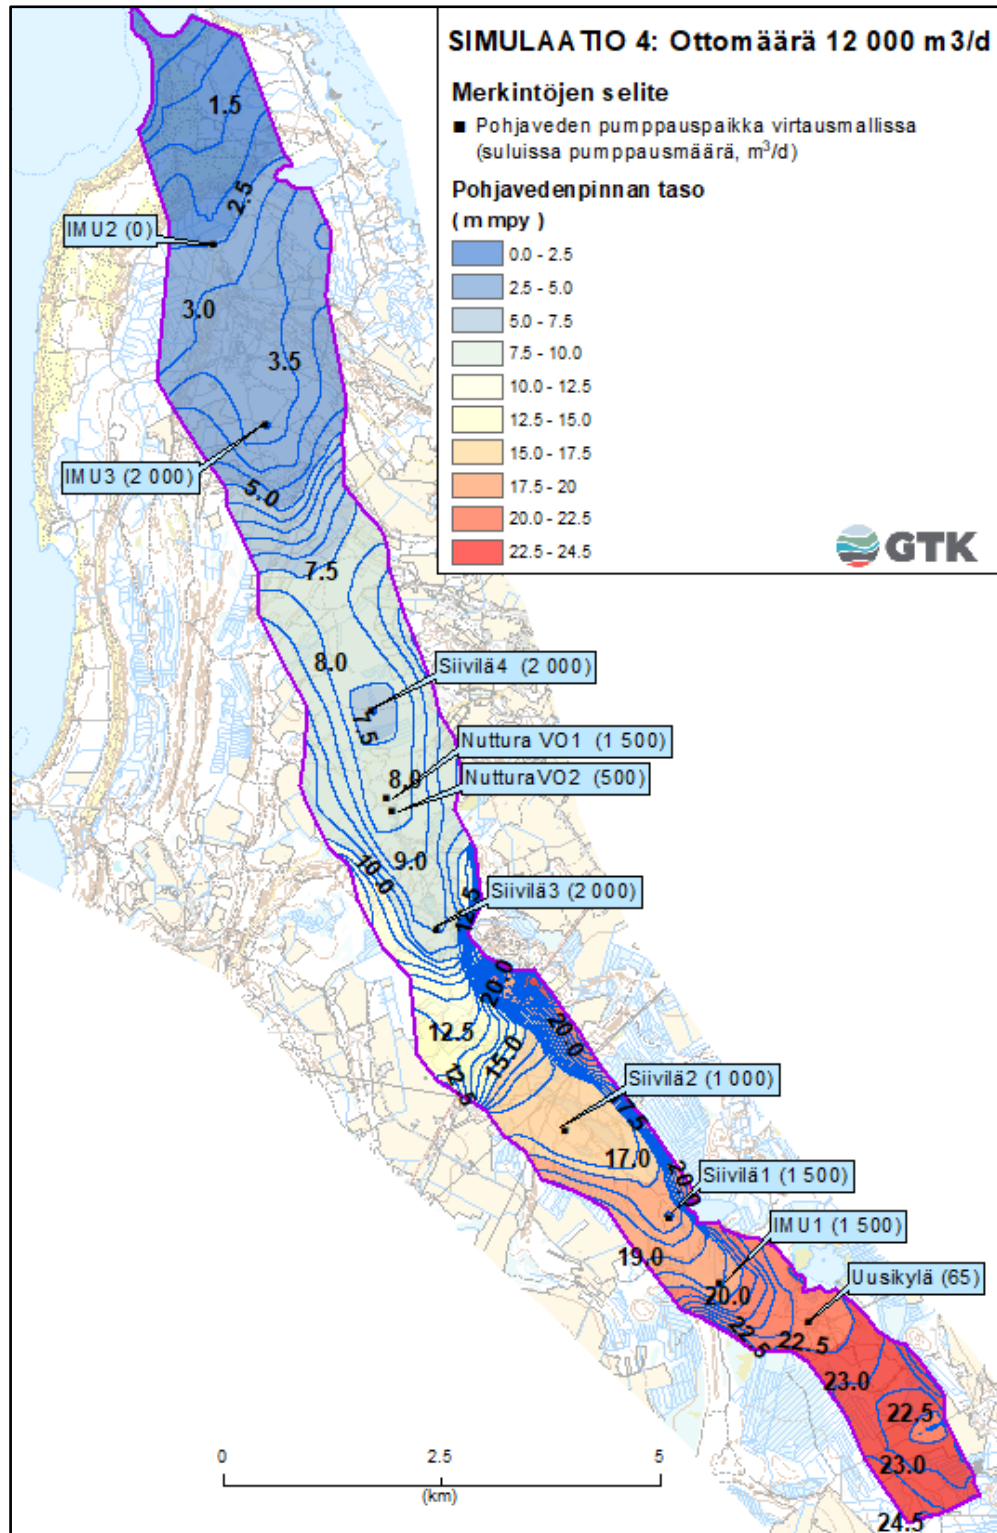 SIMULAATIO 4: Ottomäärä 12 000 m3/d
Merkintöjen selite
Pohjaveden pumppauspaikka virtausmallissa
(suluissa pumppausmäärä, m³/d)
Pohjavedenpinnan taso
(m mpy)
0.0 - 2.5
2.5 - 5.0
5.0 - 7.5
7.5 - 10.0
10.0 - 12.5
12.5 - 15.0
15.0 - 17.5
17.5 - 20
20.0 - 22.5
22.5 - 24.5
GTK
1.5
2.5
IMU2 (0)
3.0
3.5
IMU3 (2 000)
5.0
7.5
8.0
Siivilä4 (2 000)
7.5
Nuttura VO1 (1 500)
8.0
Nuttura VO2 (500)
9.0
10.0
Siivilä3 (2 000)
12.5
20.0
20.0
12.5
15.0
12.5
Siivilä2 (1 000)
17.5
17.0
20.0
Siivilä1 (1 500)
IMU1 (1 500)
19.0
Uusikylä (65)
20.0
22.5
22.5
23.0
22.5
23.0
24.5
0
2.5
5
(km)